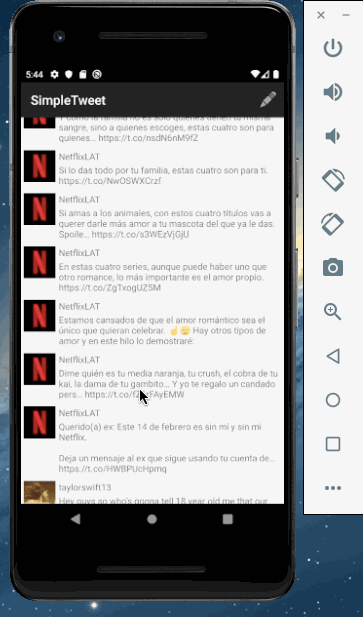 5:44
SimpleTweet
Y como la familia no es solo quienes tienen tu misma
sangre, sino a quienes escoges, estas cuatro son para
quienes... https://t.co/nsdN6nM9fZ
NetflixLAT
Si lo das todo por tu familia, estas cuatro son para ti.
https://t.co/NwOSWXCrzf
NetflixLAT
Si amas a los animales, con estos cuatro títulos vas a
querer darle más amor a tu mascota del que ya le das.
Spoile... https://t.co/s3WEzVjGjU
NetflixLAT
En estas cuatro series, aunque puede haber uno que
otro romance, lo más importante es el amor propio.
https://t.co/ZgTxogUZ5M
NetflixLAT
Estamos cansados de que el amor romántico sea el
único que quieran celebrar. ☝️😒 Hay otros tipos de
amor y en este hilo lo demostraré:
NetflixLAT
Dime quién es tu media naranja, tu crush, el cobra de tu
kai, la dama de tu gambito... Y yo te regalo un candado
pers...
NetflixLAT
Querido(a) ex: Este 14 de febrero es sin mí y sin mi
Netflix.
Deja un mensaje al ex que sigue usando tu cuenta de...
https://t.co/HWBPUcHpmq
taylorswift13
Hey guys so who's gonna tell 18 year old me that our